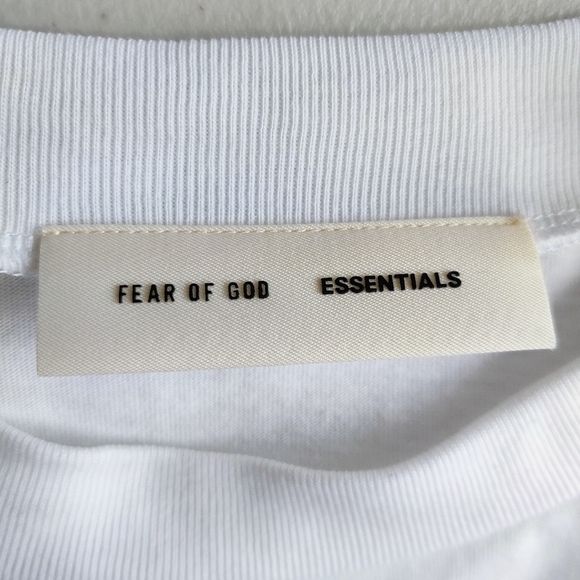 FEAR OF GOD ESSENTIALS